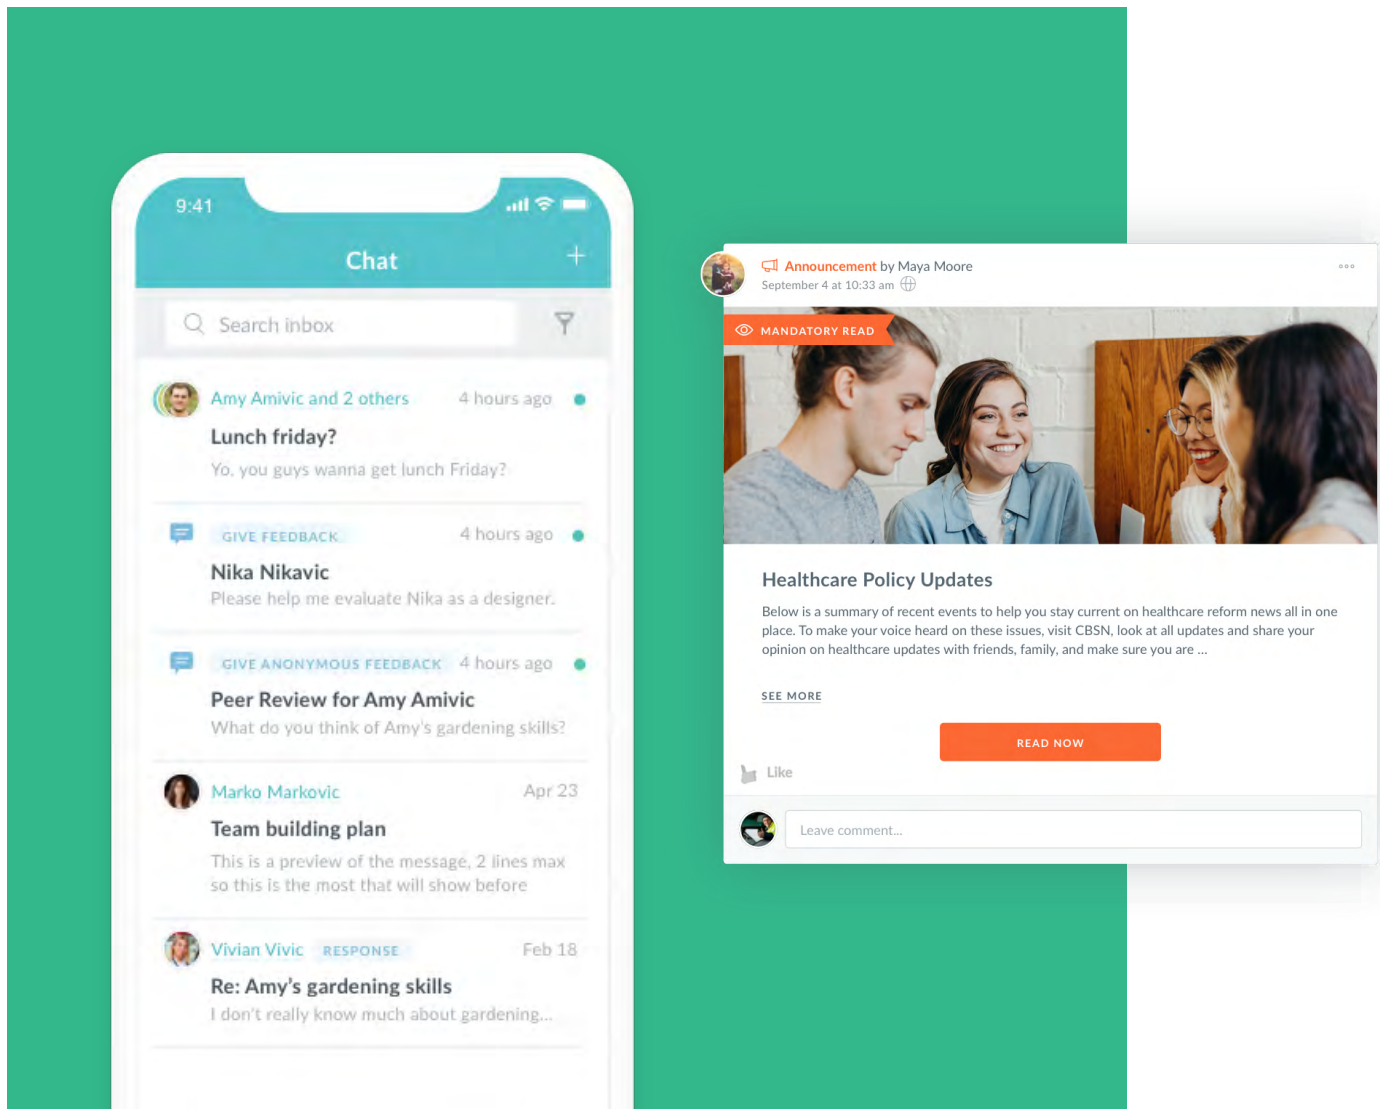 9:41
Chat
Search inbox
Amy Amivic and 2 others 4 hours ago
Lunch friday?
Yo, you guys wanna get lunch Friday?
GIVE FEEDBACK 4 hours ago
Nika Nikavic
Please help me evaluate Nika as a designer.
GIVE ANONYMOUS FEEDBACK 4 hours ago
Peer Review for Amy Amivic
What do you think of Amy's gardening skills?
Marko Markovic Apr 23
Team building plan
This is a preview of the message, 2 lines max
so this is the most that will show before
Vivian Vivic RESPONSE Feb 18
Re: Amy's gardening skills
I don't really know much about gardening...
Announcement by Maya Moore
September 4 at 10:33 am
MANDATORY READ
Healthcare Policy Updates
Below is a summary of recent events to help you stay current on healthcare reform news all in one
place. To make your voice heard on these issues, visit CBSN, look at all updates and share your
opinion on healthcare updates with friends, family, and make sure you are ...
SEE MORE
READ NOW
Like
Leave comment...